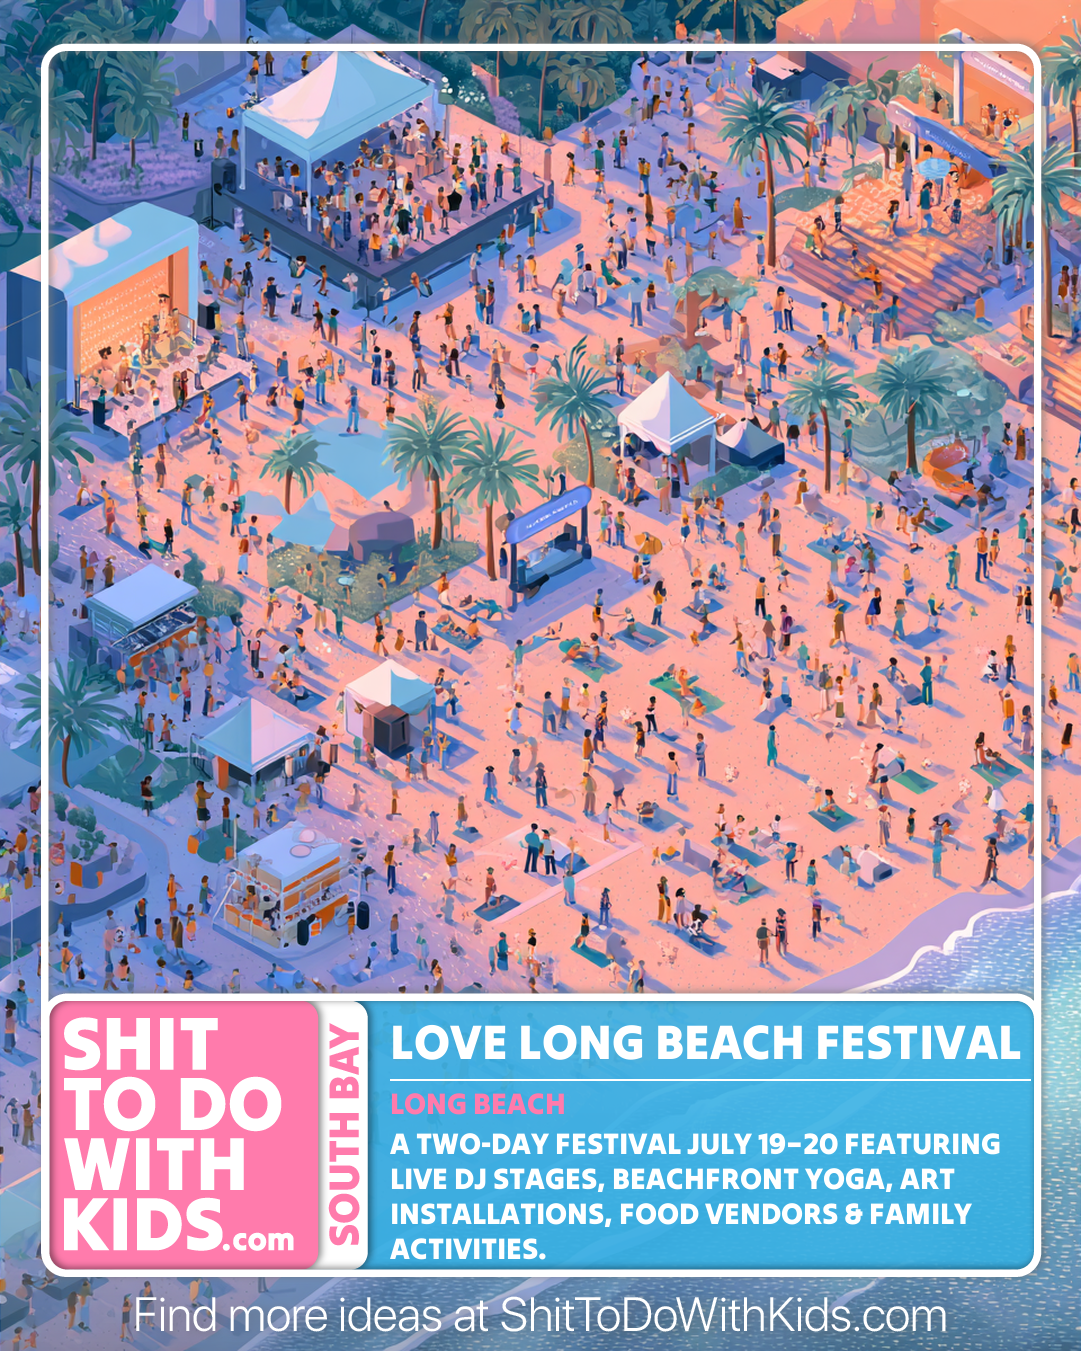 SHIT
TO DO
WITH
KIDS.com
SOUTH BAY
LOVE LONG BEACH FESTIVAL
LONG BEACH
A TWO-DAY FESTIVAL JULY 19–20 FEATURING
LIVE DJ STAGES, BEACHFRONT YOGA, ART
INSTALLATIONS, FOOD VENDORS & FAMILY
ACTIVITIES.
Find more ideas at ShitToDoWithKids.com